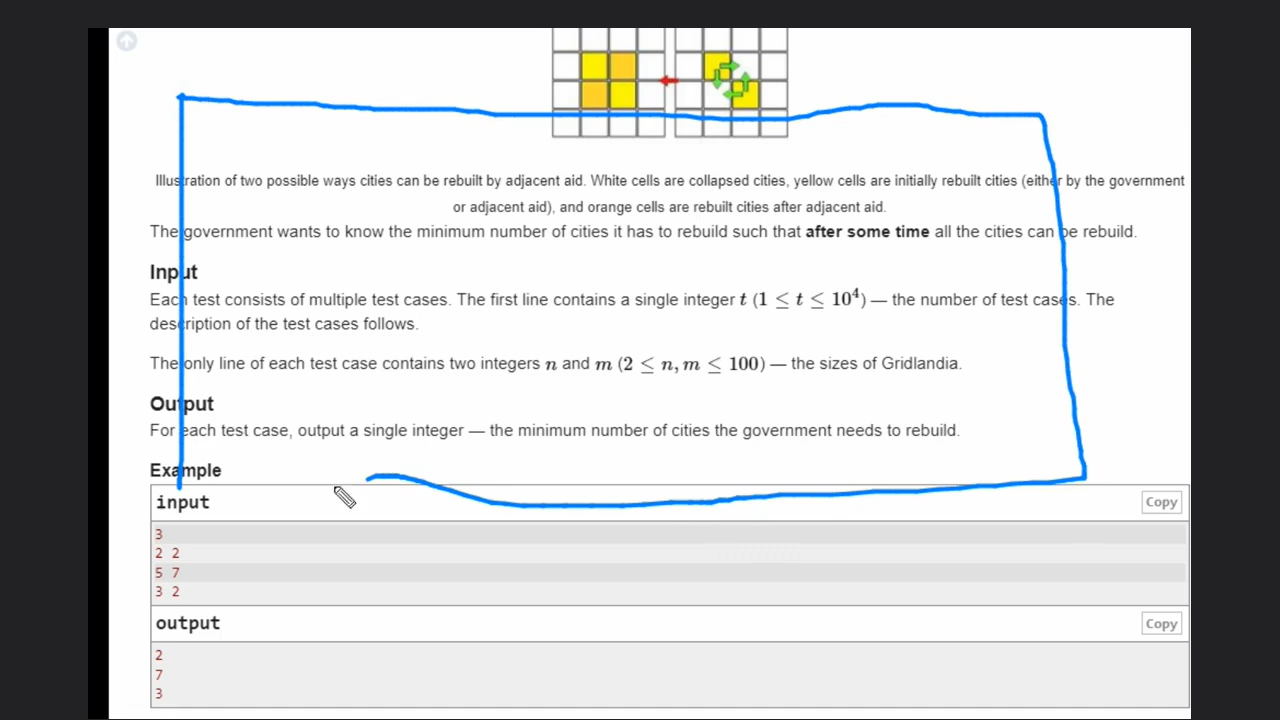 Illustration of two possible ways cities can be rebuilt by adjacent aid. White cells are collapsed cities, yellow cells are initially rebuilt cities (either by the government
or adjacent aid), and orange cells are rebuilt cities after adjacent aid.
The government wants to know the minimum number of cities it has to rebuild such that after some time all the cities can be rebuild.
Input
Each test consists of multiple test cases. The first line contains a single integer t (1 ≤ t ≤ 10⁴) — the number of test cases. The
description of the test cases follows.
The only line of each test case contains two integers n and m (2 ≤ n, m ≤ 100) — the sizes of Gridlandia.
Output
For each test case, output a single integer — the minimum number of cities the government needs to rebuild.
Example
input Copy
3
2 2
5 7
3 2
output Copy
2
7
3